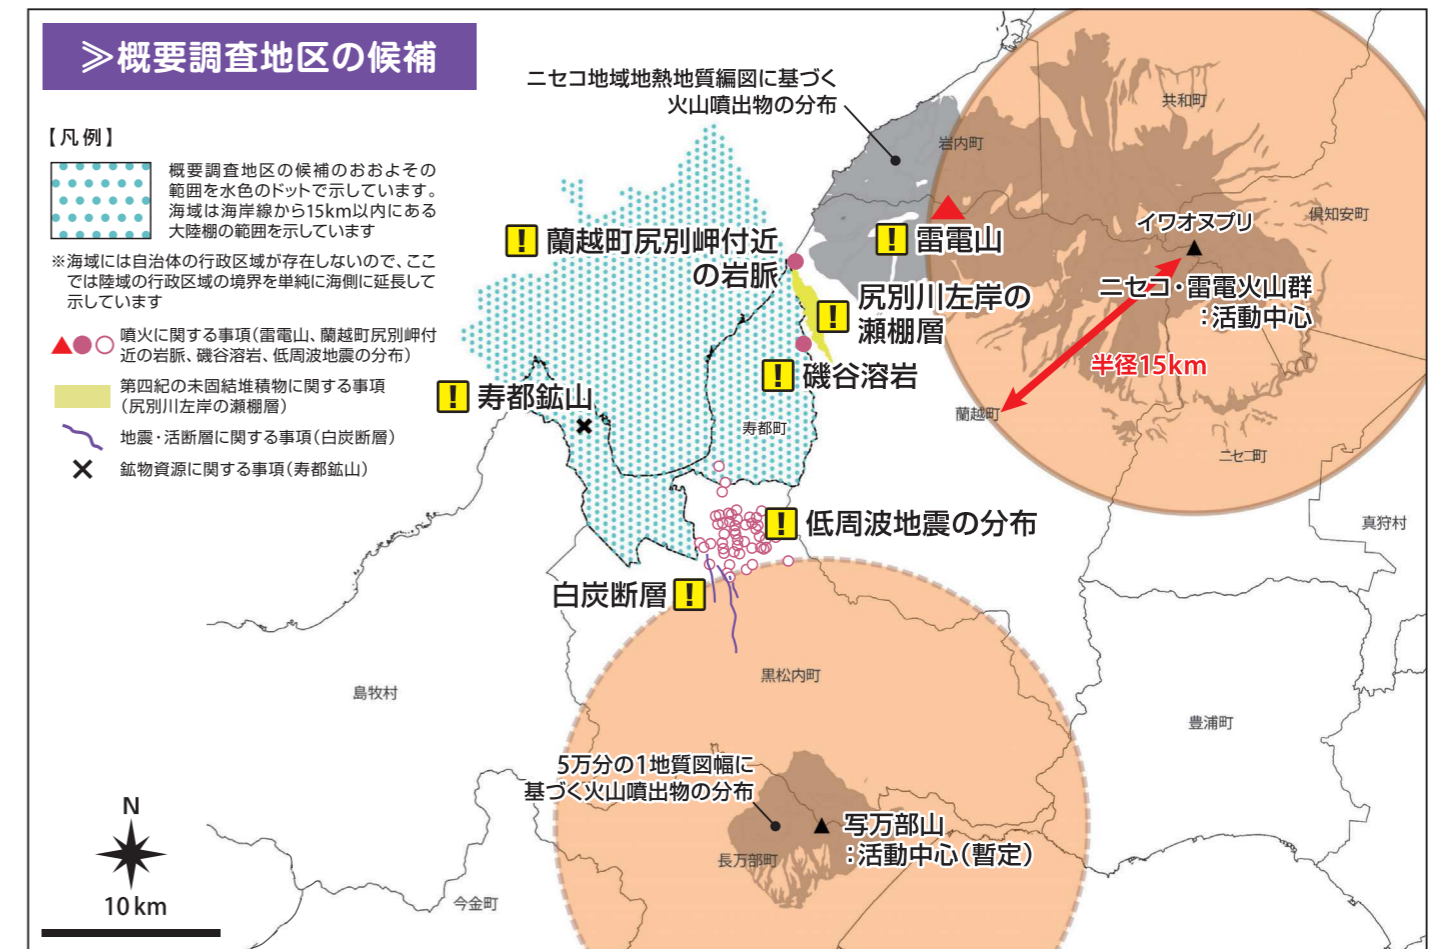 ≫概要調査地区の候補
【凡例】
概要調査地区の候補のおおよその
範囲を水色のドットで示しています。
海域は海岸線から15km以内にある
大陸棚の範囲を示しています
※海域には自治体の行政区域が存在しないので、ここ
では陸域の行政区域の境界を単純に海側に延長して
示しています
噴火に関する事項(雷電山、蘭越町尻別岬付
近の岩脈、磯谷溶岩、低周波地震の分布)
第四紀の未固結堆積物に関する事項
(尻別川左岸の瀬棚層)
地震・活断層に関する事項(白炭断層)
鉱物資源に関する事項(寿都鉱山)
ニセコ地域地熱地質編図に基づく
火山噴出物の分布
共和町
岩内町
倶知安町
イワオヌプリ
! 雷電山
! 蘭越町尻別岬付近
の岩脈
ニセコ・雷電火山群
:活動中心
! 尻別川左岸の
瀬棚層
半径15km
! 磯谷溶岩
! 寿都鉱山
蘭越町
寿都町
ニセコ町
! 低周波地震の分布
真狩村
白炭断層 !
黒松内町
島牧村
豊浦町
5万分の1地質図幅に
基づく火山噴出物の分布
写万部山
:活動中心(暫定)
長万部町
今金町
N
10km